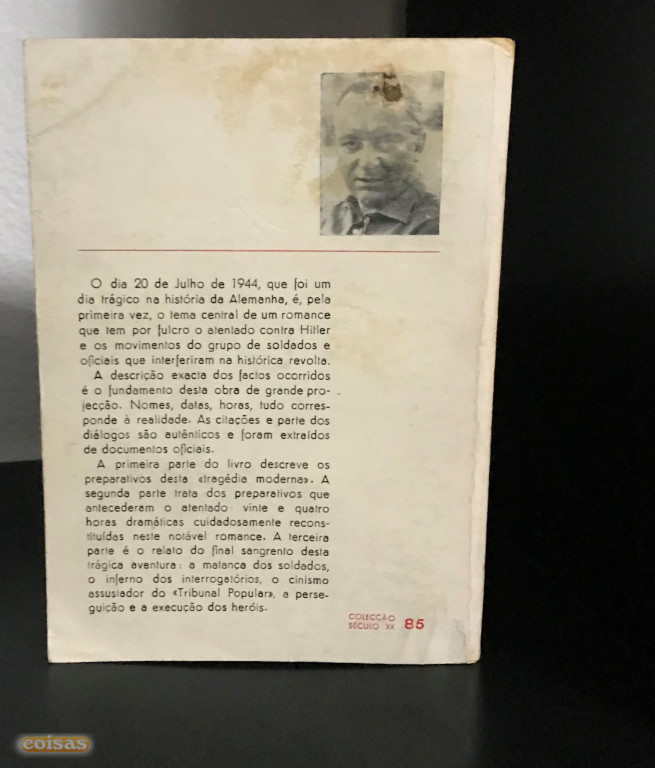 O dia 20 de Julho de 1944, que foi um
dia trágico na história da Alemanha, é, pela
primeira vez, o tema central de um romance
que tem por fulcro o atentado contra Hitler
e os movimentos do grupo de soldados e
oficiais que interferiram na histórica revolta.
A descrição exacta dos factos ocorridos
é o fundamento desta obra de grande pro-
jecção. Nomes, datas, horas, tudo corres-
ponde à realidade. As citações e parte dos
diálogos são autênticos e foram extraídos
de documentos oficiais.
A primeira parte do livro descreve os
preparativos desta «tragédia moderna». A
segunda parte trata dos preparativos que
antecederam o atentado: vinte e quatro
horas dramáticas cuidadosamente recons-
tituídas neste notável romance. A terceira
parte é o relato do final sangrento desta
trágica aventura: a matança dos soldados,
o inferno dos interrogatórios, o cinismo
assustador do «Tribunal Popular», a perse-
guição e a execução dos heróis.
COLECÇÃO
SÉCULO XX 85
coisas